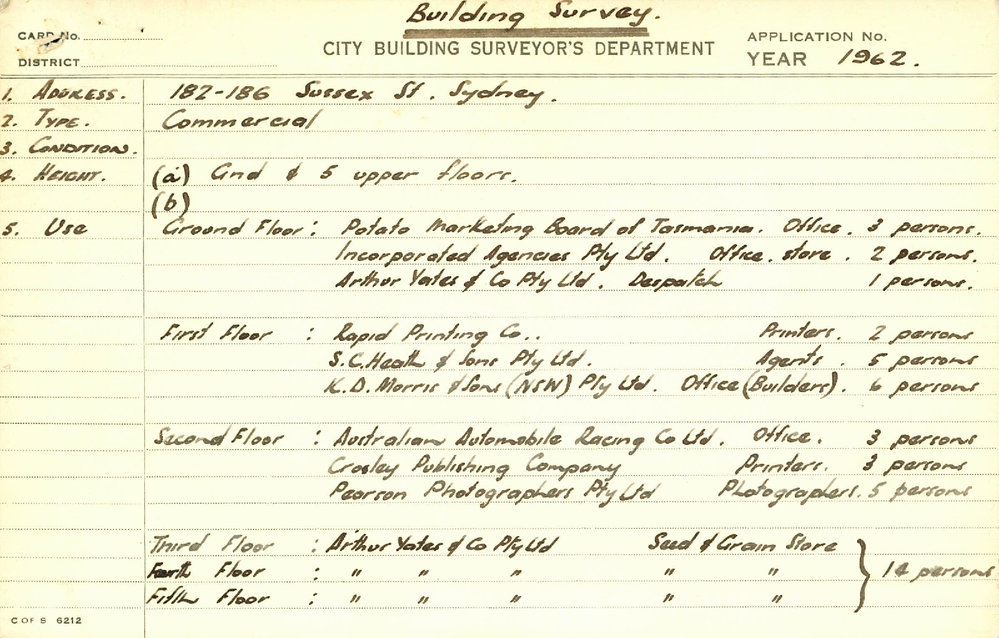 Building Survey.
CARD No.
CITY BUILDING SURVEYOR'S DEPARTMENT
APPLICATION No.
DISTRICT
YEAR 1962.
1. ADDRESS. 182-186 Sussex St. Sydney.
2. TYPE. Commercial
3. CONDITION.
4. HEIGHT. (a) Gnd & 5 upper floors.
(b)
5. Use Ground Floor: Potato Marketing Board of Tasmania. Office. 3 persons.
Incorporated Agencies Pty Ltd. Office. store. 2 persons.
Arthur Yates & Co Pty Ltd. Despatch 1 persons.
First Floor : Rapid Printing Co.. Printers. 2 persons
S.C. Heath & Sons Pty Ltd. Agents. 5 persons
K.D. Morris & Sons (NSW) Pty Ltd. Office (Builders). 6 persons
Second Floor : Australian Automobile Racing Co Ltd. Office. 3 persons
Crosley Publishing Company Printers. 3 persons
Pearson Photographers Pty Ltd Photographers. 5 persons
Third Floor : Arthur Yates & Co Pty Ltd Seed & Grain Store
Fourth Floor : " " " " " } 14 persons
Fifth Floor : " " " " "
C OF S 6212